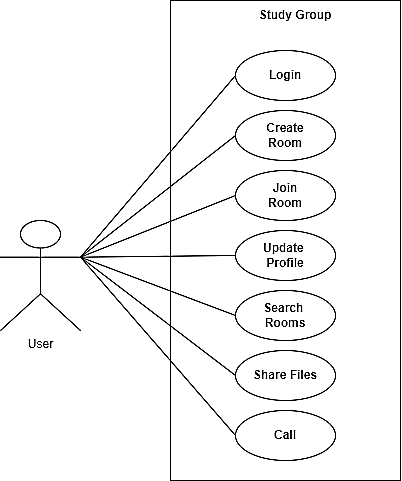 Study Group
Login
Create
Room
Join
Room
Update
Profile
Search
Rooms
User
Share Files
Call